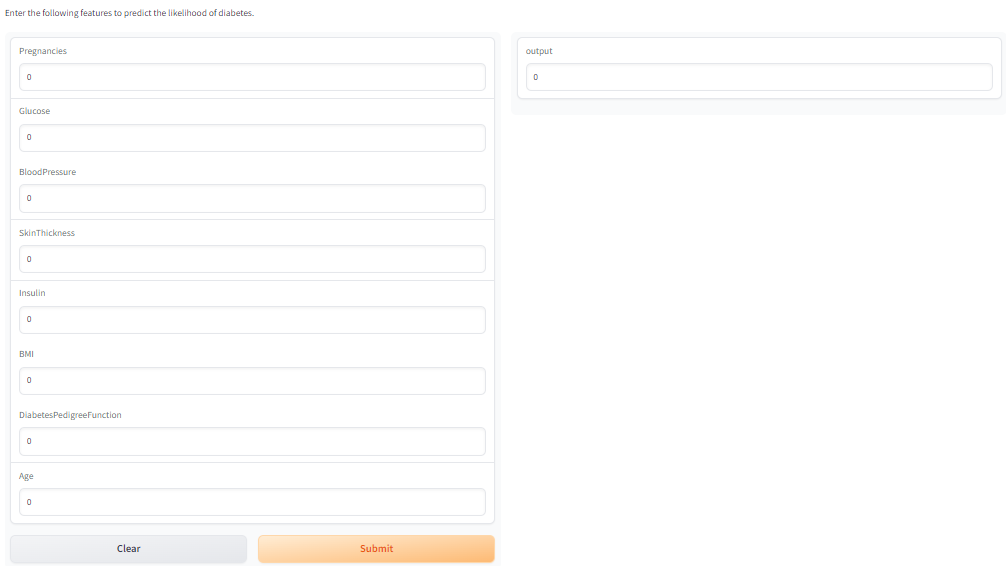 Enter the following features to predict the likelihood of diabetes.
Pregnancies
0
Glucose
0
BloodPressure
0
SkinThickness
0
Insulin
0
BMI
0
DiabetesPedigreeFunction
0
Age
0
Clear
Submit
output
0